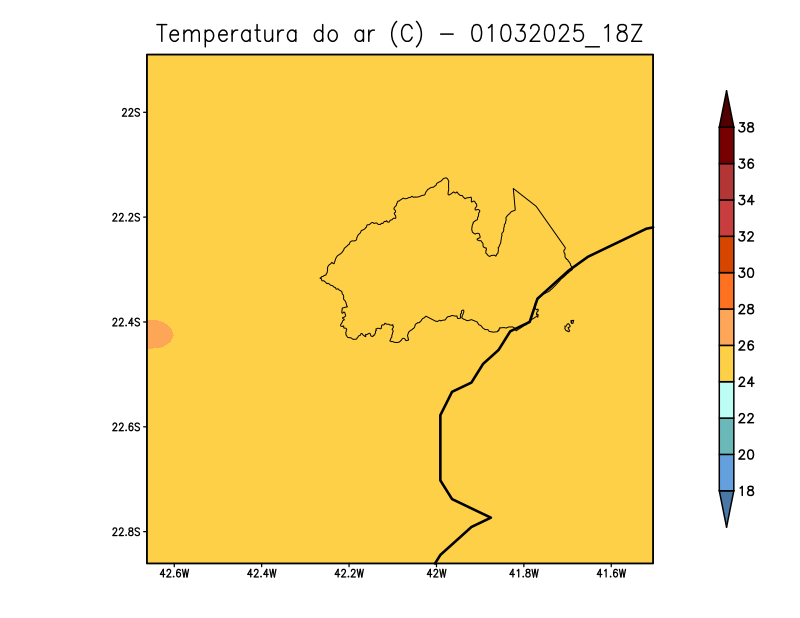 Temperatura do ar (C) - 01032025_18Z
22S
22.2S
22.4S
22.6S
22.8S
42.6W
42.4W
42.2W
42W
41.8W
41.6W
38
36
34
32
30
28
26
24
22
20
18